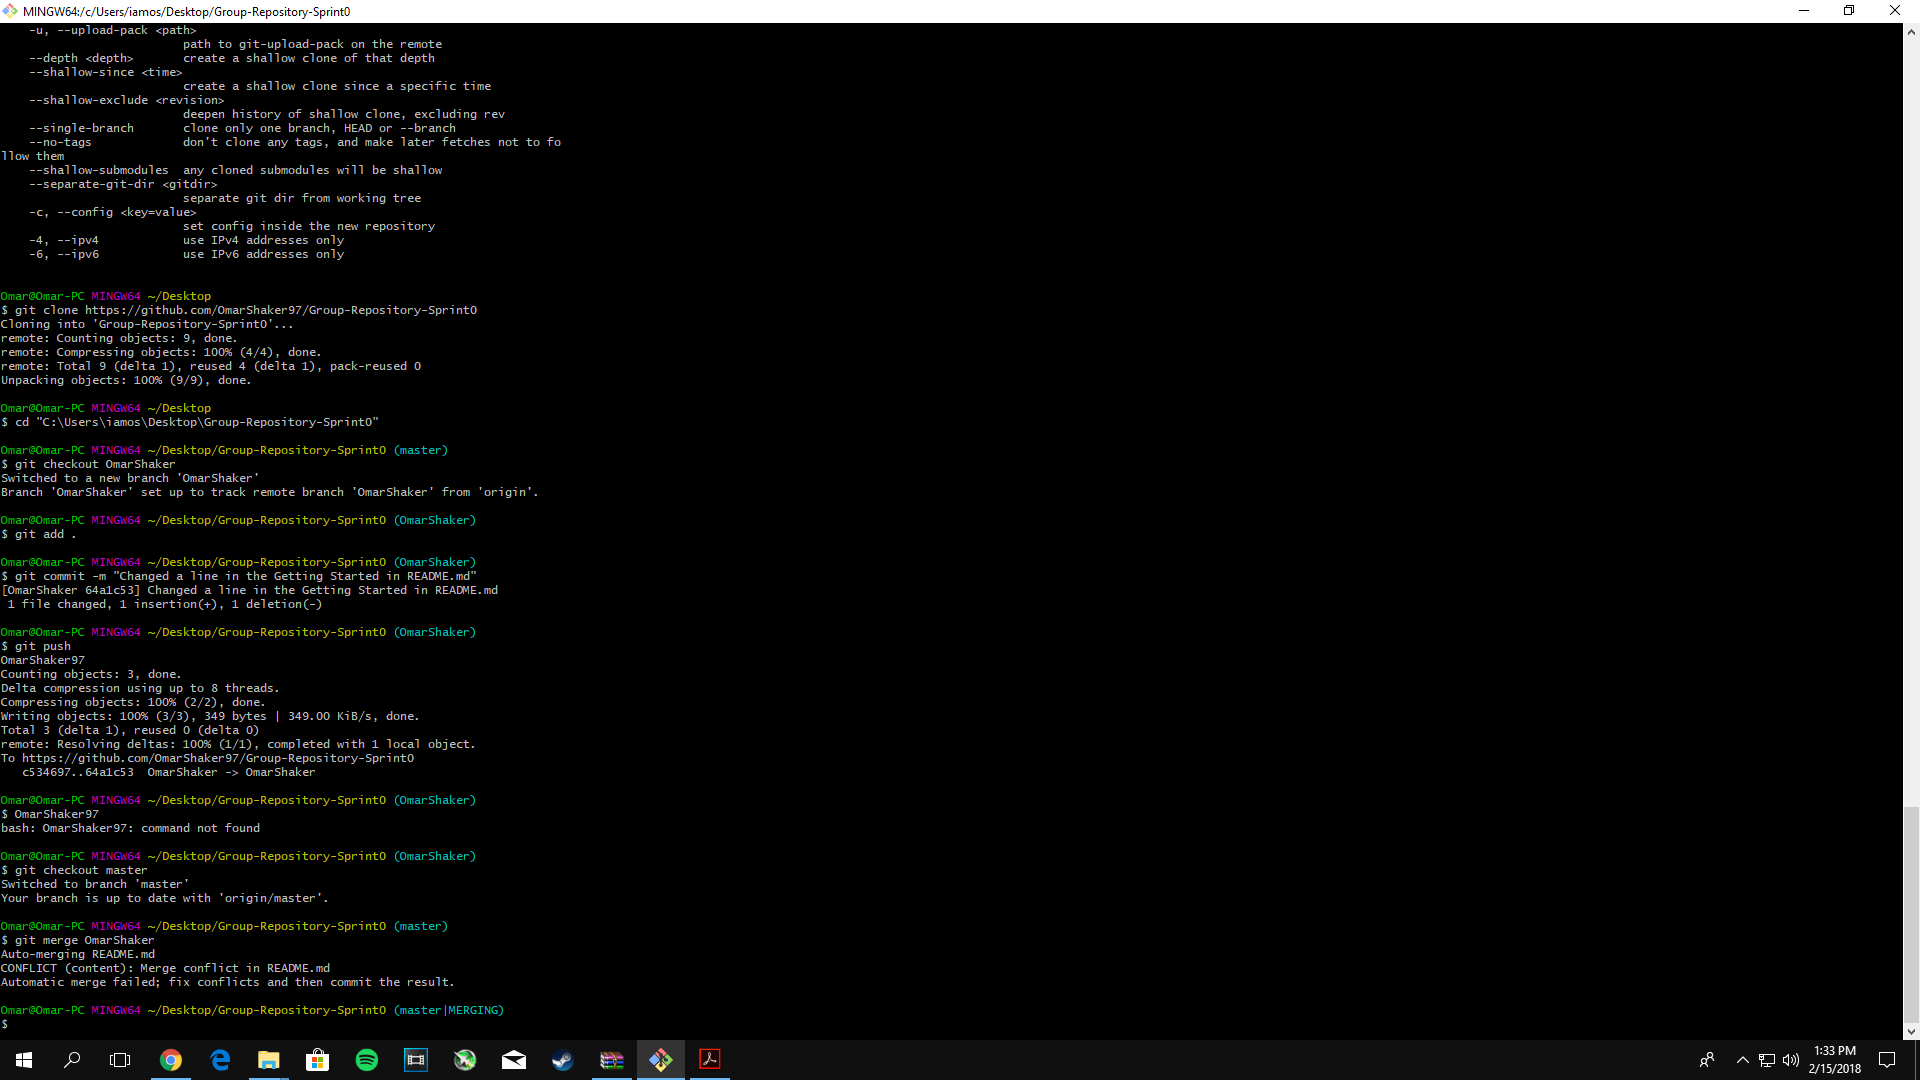 MINGW64:/c/Users/iamos/Desktop/Group-Repository-Sprint0
-u, --upload-pack <path>
path to git-upload-pack on the remote
--depth <depth> create a shallow clone of that depth
--shallow-since <time>
create a shallow clone since a specific time
--shallow-exclude <revision>
deepen history of shallow clone, excluding rev
--single-branch clone only one branch, HEAD or --branch
--no-tags don't clone any tags, and make later fetches not to fo
llow them
--shallow-submodules any cloned submodules will be shallow
--separate-git-dir <gitdir>
separate git dir from working tree
-c, --config <key=value>
set config inside the new repository
-4, --ipv4 use IPv4 addresses only
-6, --ipv6 use IPv6 addresses only
Omar@Omar-PC MINGW64 ~/Desktop
$ git clone https://github.com/OmarShaker97/Group-Repository-Sprint0
Cloning into 'Group-Repository-Sprint0'...
remote: Counting objects: 9, done.
remote: Compressing objects: 100% (4/4), done.
remote: Total 9 (delta 1), reused 4 (delta 1), pack-reused 0
Unpacking objects: 100% (9/9), done.
Omar@Omar-PC MINGW64 ~/Desktop
$ cd "C:\Users\iamos\Desktop\Group-Repository-Sprint0"
Omar@Omar-PC MINGW64 ~/Desktop/Group-Repository-Sprint0 (master)
$ git checkout OmarShaker
Switched to a new branch 'OmarShaker'
Branch 'OmarShaker' set up to track remote branch 'OmarShaker' from 'origin'.
Omar@Omar-PC MINGW64 ~/Desktop/Group-Repository-Sprint0 (OmarShaker)
$ git add .
Omar@Omar-PC MINGW64 ~/Desktop/Group-Repository-Sprint0 (OmarShaker)
$ git commit -m "Changed a line in the Getting Started in README.md"
[OmarShaker 64a1c53] Changed a line in the Getting Started in README.md
1 file changed, 1 insertion(+), 1 deletion(-)
Omar@Omar-PC MINGW64 ~/Desktop/Group-Repository-Sprint0 (OmarShaker)
$ git push
OmarShaker97
Counting objects: 3, done.
Delta compression using up to 8 threads.
Compressing objects: 100% (2/2), done.
Writing objects: 100% (3/3), 349 bytes | 349.00 KiB/s, done.
Total 3 (delta 1), reused 0 (delta 0)
remote: Resolving deltas: 100% (1/1), completed with 1 local object.
To https://github.com/OmarShaker97/Group-Repository-Sprint0
c534697..64a1c53 OmarShaker -> OmarShaker
Omar@Omar-PC MINGW64 ~/Desktop/Group-Repository-Sprint0 (OmarShaker)
$ OmarShaker97
bash: OmarShaker97: command not found
Omar@Omar-PC MINGW64 ~/Desktop/Group-Repository-Sprint0 (OmarShaker)
$ git checkout master
Switched to branch 'master'
Your branch is up to date with 'origin/master'.
Omar@Omar-PC MINGW64 ~/Desktop/Group-Repository-Sprint0 (master)
$ git merge OmarShaker
Auto-merging README.md
CONFLICT (content): Merge conflict in README.md
Automatic merge failed; fix conflicts and then commit the result.
Omar@Omar-PC MINGW64 ~/Desktop/Group-Repository-Sprint0 (master|MERGING)
$
1:33 PM
2/15/2018